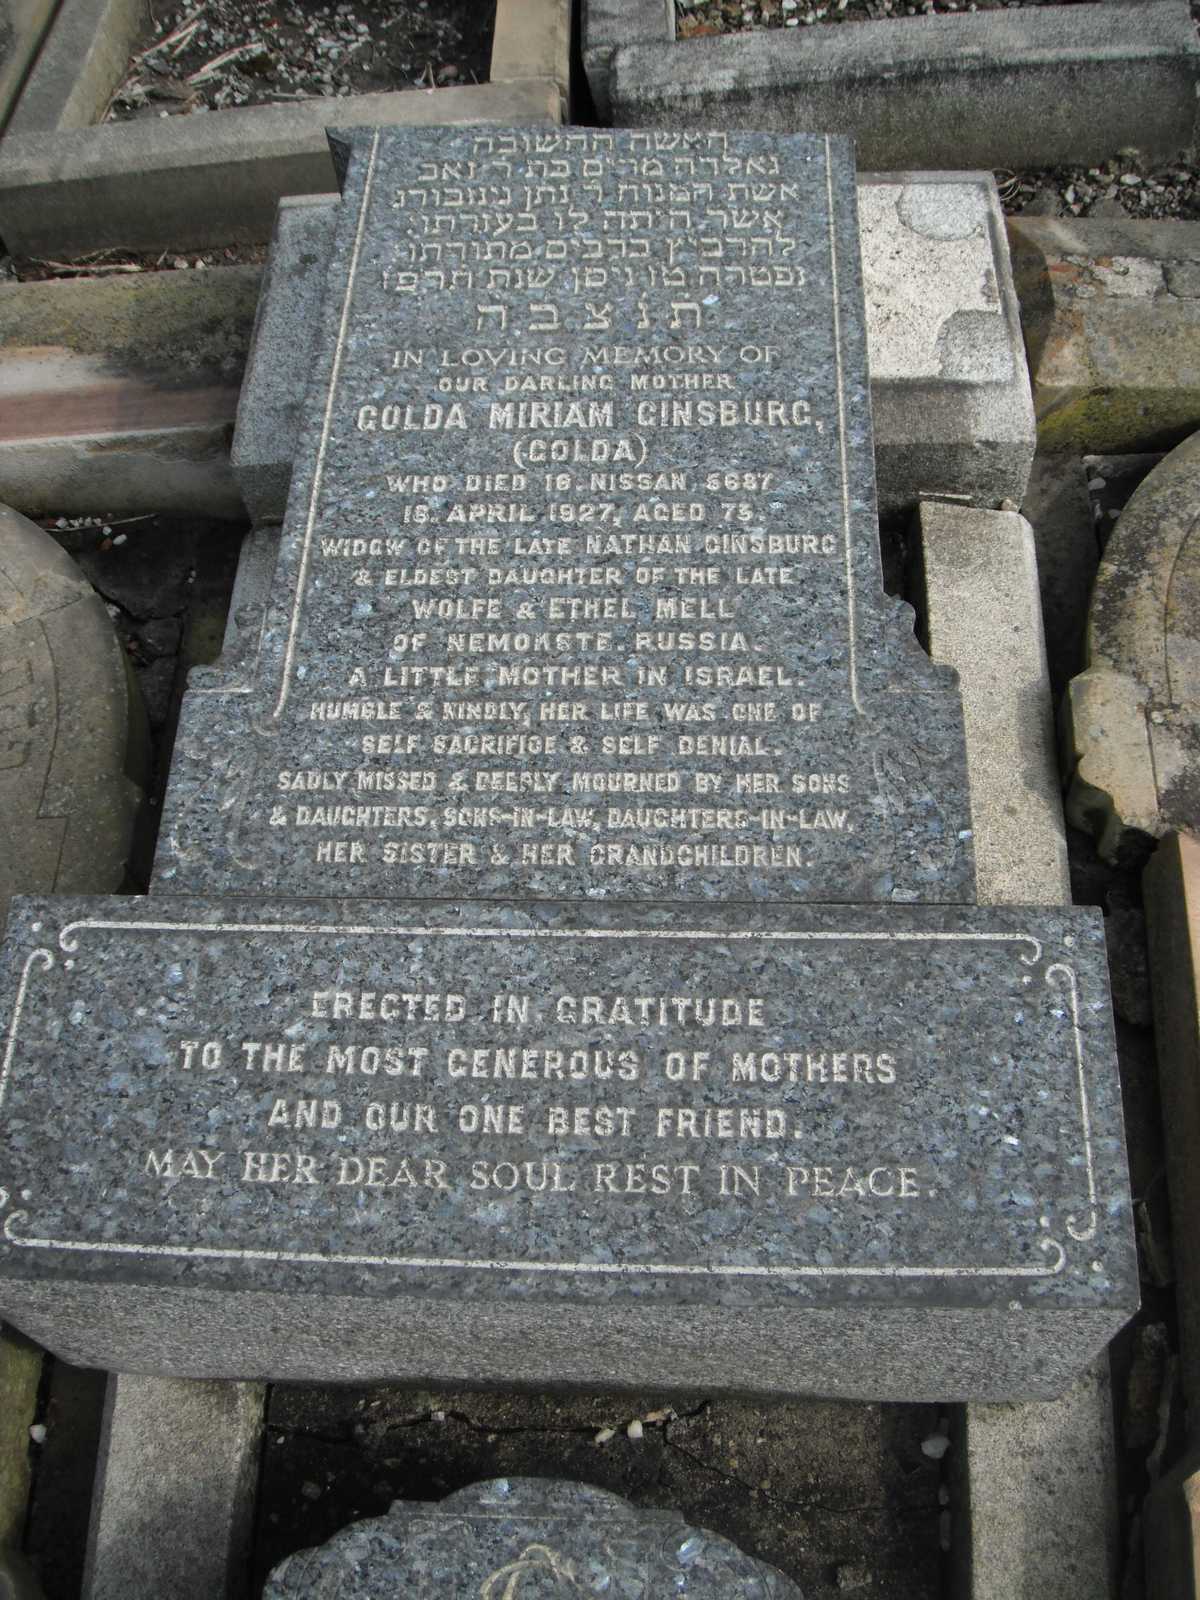 האשה החשובה
גאלדה מרים בת ר׳ זאב
אשת המנוח ר׳ נתן גינזבורג
אשר היתה לו בעזרתו
להרביץ ברבים מתורתו
נפטרה טז ניסן שנת תרפז
ת נ צ ב ה
IN LOVING MEMORY OF
OUR DARLING MOTHER
GOLDA MIRIAM GINSBURG,
(GOLDA)
WHO DIED 16. NISSAN, 5687
18. APRIL 1927, AGED 73.
WIDOW OF THE LATE NATHAN GINSBURG
& ELDEST DAUGHTER OF THE LATE
WOLFE & ETHEL MELL
OF NEMOKSTE. RUSSIA.
A LITTLE MOTHER IN ISRAEL.
HUMBLE & KINDLY, HER LIFE WAS ONE OF
SELF SACRIFICE & SELF DENIAL.
SADLY MISSED & DEEPLY MOURNED BY HER SONS
& DAUGHTERS, SONS-IN-LAW, DAUGHTERS-IN-LAW,
HER SISTER & HER GRANDCHILDREN.
ERECTED IN GRATITUDE
TO THE MOST GENEROUS OF MOTHERS
AND OUR ONE BEST FRIEND.
MAY HER DEAR SOUL REST IN PEACE.